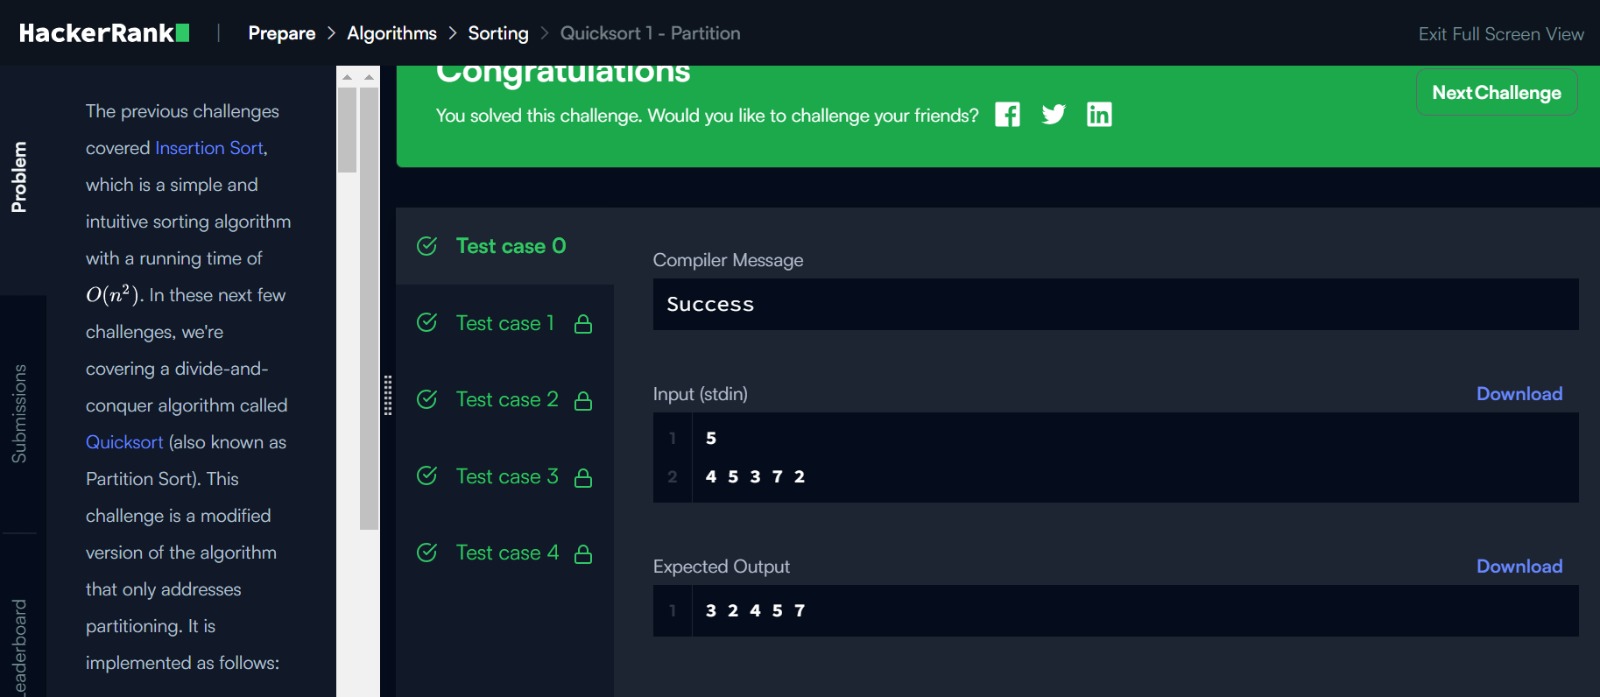 HackerRank
Prepare > Algorithms > Sorting > Quicksort 1 - Partition
Exit Full Screen View
Problem
Submissions
Leaderboard
The previous challenges
covered Insertion Sort,
which is a simple and
intuitive sorting algorithm
with a running time of
O(n²). In these next few
challenges, we're
covering a divide-and-
conquer algorithm called
Quicksort (also known as
Partition Sort). This
challenge is a modified
version of the algorithm
that only addresses
partitioning. It is
implemented as follows:
Congratulations
You solved this challenge. Would you like to challenge your friends?
Next Challenge
Test case 0
Test case 1
Test case 2
Test case 3
Test case 4
Compiler Message
Success
Input (stdin)
Download
1 5
2 4 5 3 7 2
Expected Output
Download
1 3 2 4 5 7